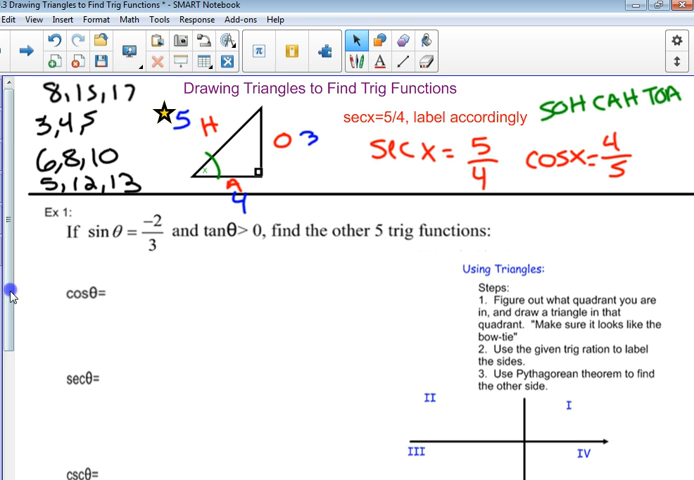 .3 Drawing Triangles to Find Trig Functions * - SMART Notebook
Edit View Insert Format Math Tools Response Add-ons Help
Drawing Triangles to Find Trig Functions
8,15,17
3,4,5
6,8,10
5,12,13
5 H
O 3
A
4
x
secx=5/4, label accordingly
SOH CAH TOA
sec x = 5/4
cosx = 4/5
Ex 1:
If sin θ = -2/3 and tanθ> 0, find the other 5 trig functions:
cosθ=
secθ=
cscθ=
Using Triangles:
Steps:
1. Figure out what quadrant you are
in, and draw a triangle in that
quadrant. "Make sure it looks like the
bow-tie"
2. Use the given trig ration to label
the sides.
3. Use Pythagorean theorem to find
the other side.
II
I
III
IV